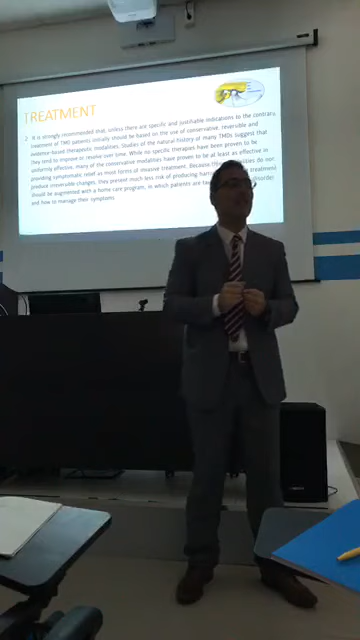 TREATMENT
It is strongly recommended that, unless there are specific and justifiable indications to the contrary,
treatment of TMD patients initially should be based on the use of conservative, reversible and
evidence-based therapeutic modalities. Studies of the natural history of many TMDs suggest that
they tend to improve or resolve over time. While no specific therapies have been proven to be
uniformly effective, many of the conservative modalities have proven to be at least as effective in
providing symptomatic relief as most forms of invasive treatment. Because do not
produce irreversible changes, they present much less risk of producing treatment
should be augmented with a home care program, in which patients are disorder
and how to manage their symptoms